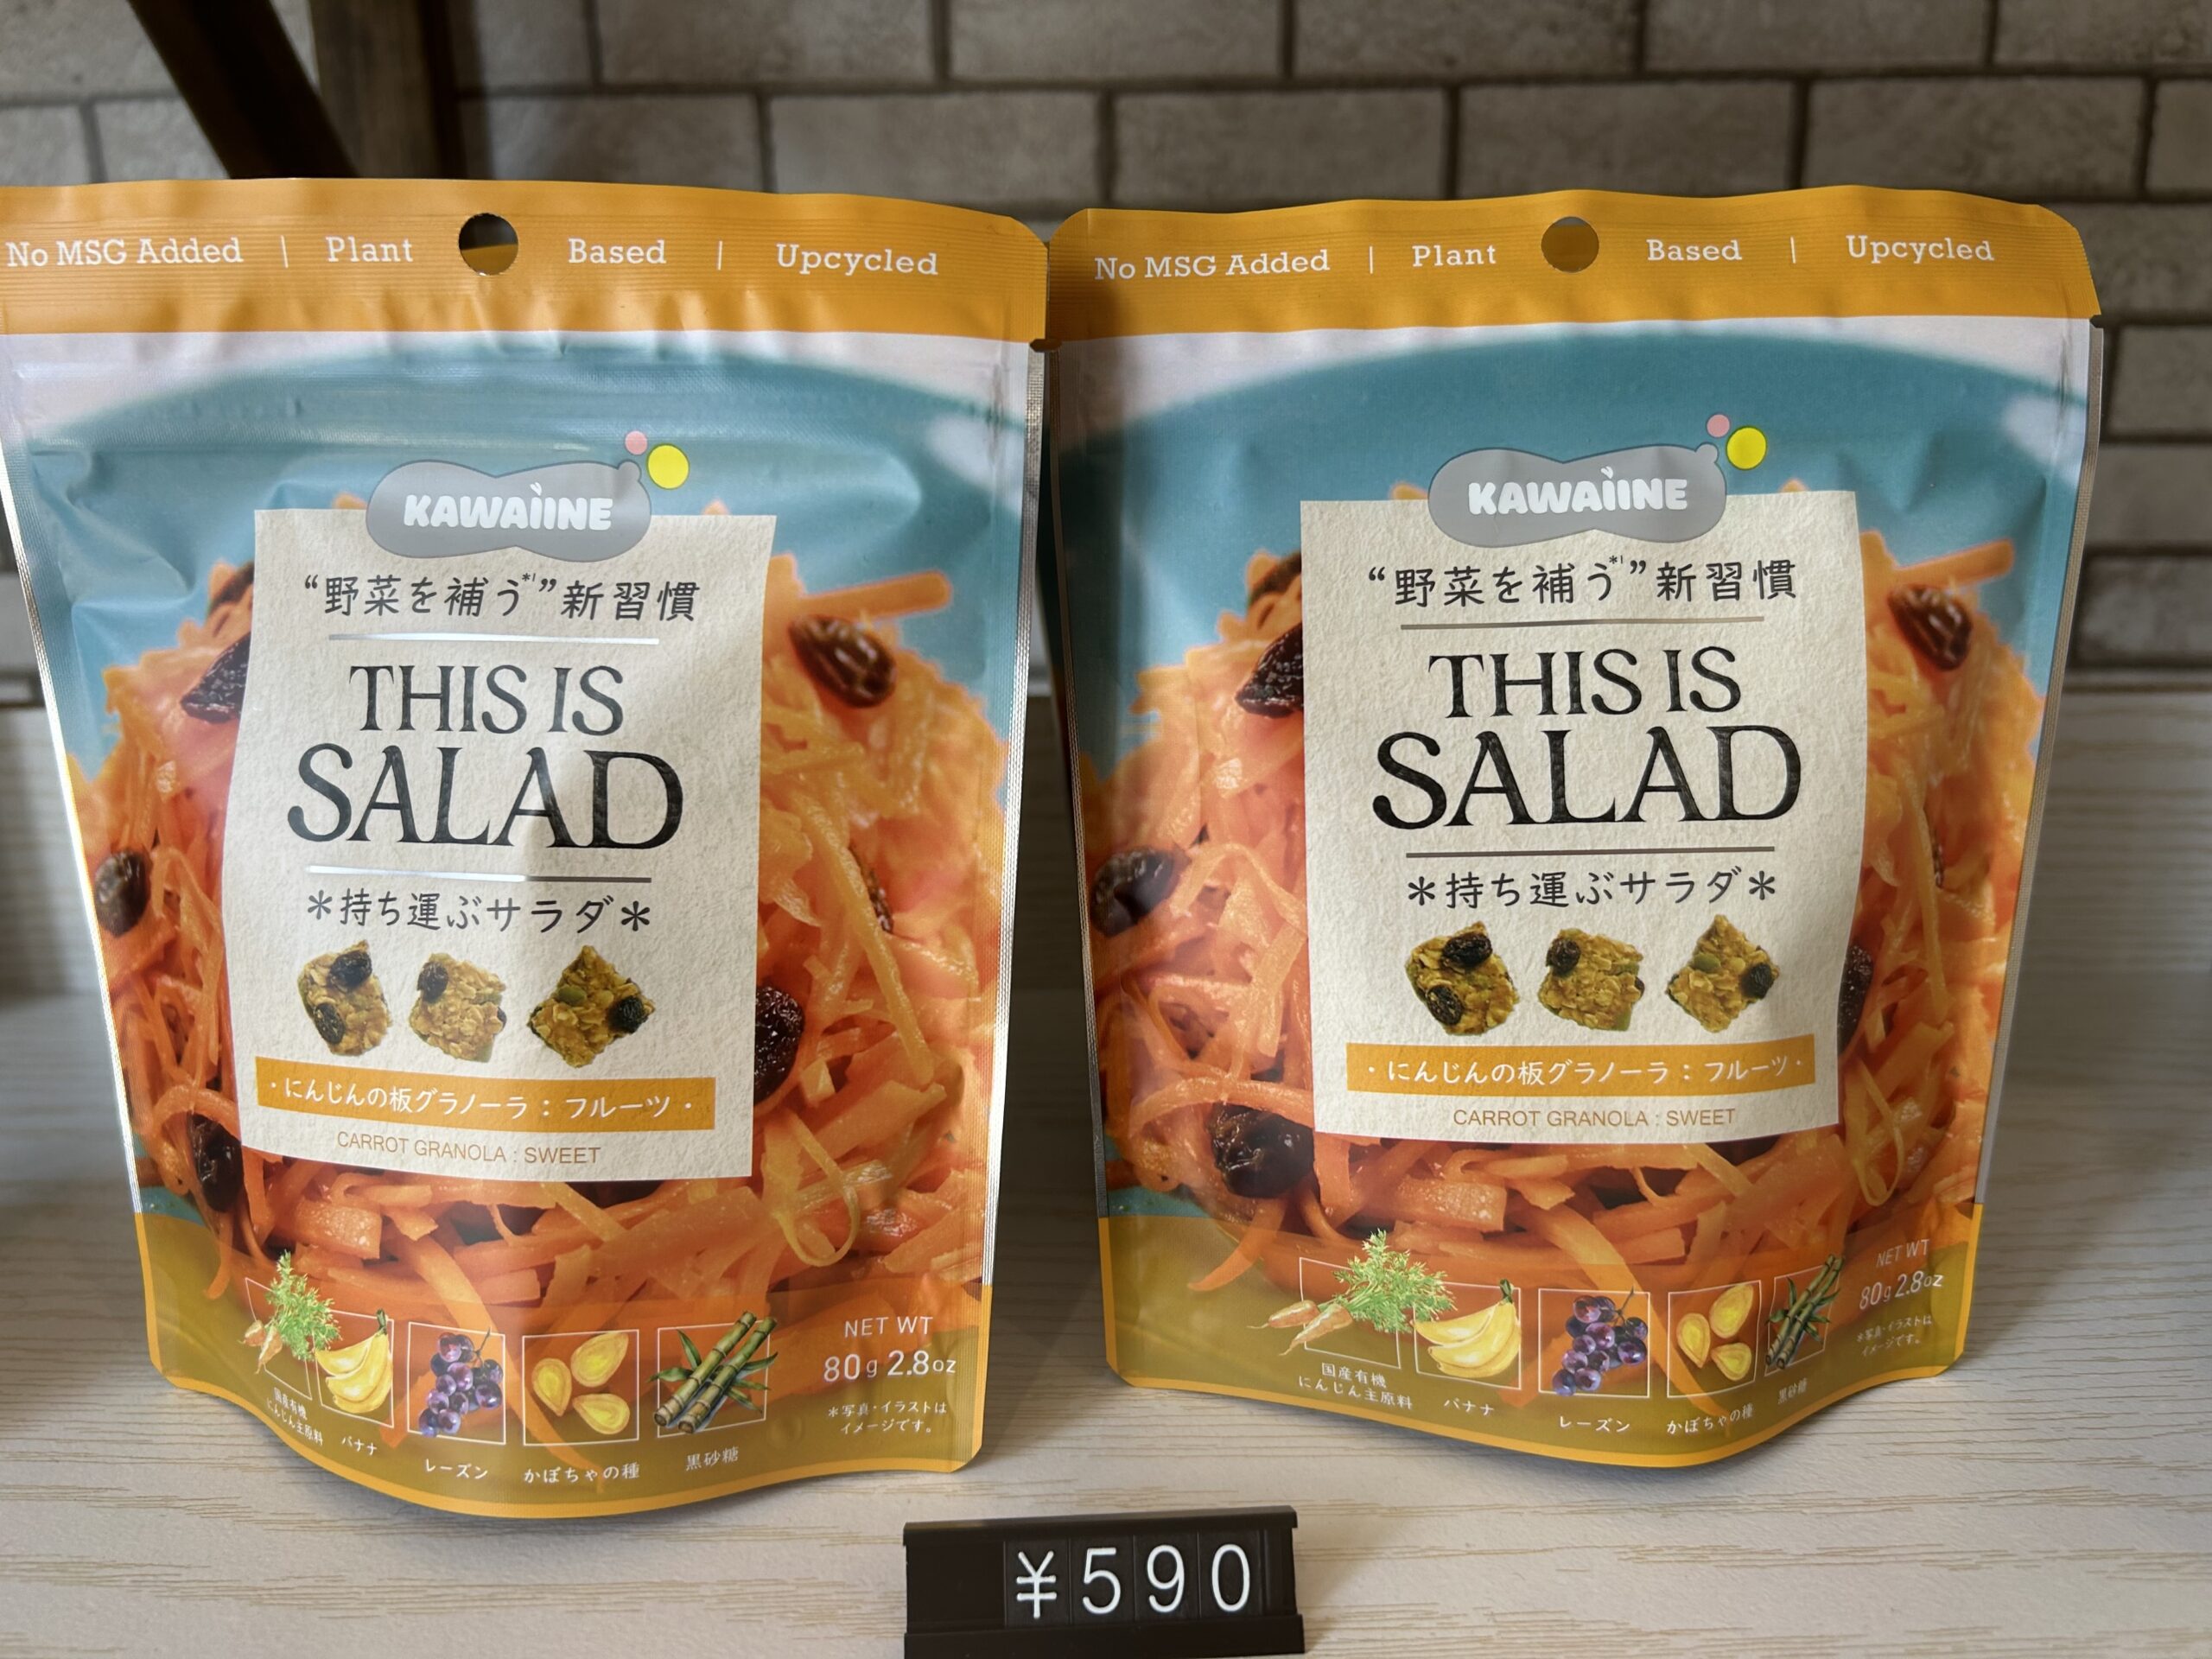 No MSG Added | Plant Based | Upcycled
KAWAIINE
“野菜を補う*1”新習慣
THIS IS
SALAD
*持ち運ぶサラダ*
・にんじんの板グラノーラ：フルーツ・
CARROT GRANOLA : SWEET
国産有機
にんじん主原料
バナナ
レーズン
かぼちゃの種
黒砂糖
NET WT
80g 2.8oz
*写真・イラストは
イメージです。
No MSG Added | Plant Based | Upcycled
KAWAIINE
“野菜を補う*1”新習慣
THIS IS
SALAD
*持ち運ぶサラダ*
・にんじんの板グラノーラ：フルーツ・
CARROT GRANOLA : SWEET
国産有機
にんじん主原料
バナナ
レーズン
かぼちゃの種
黒砂糖
NET WT
80g 2.8oz
*写真・イラストは
イメージです。
¥590